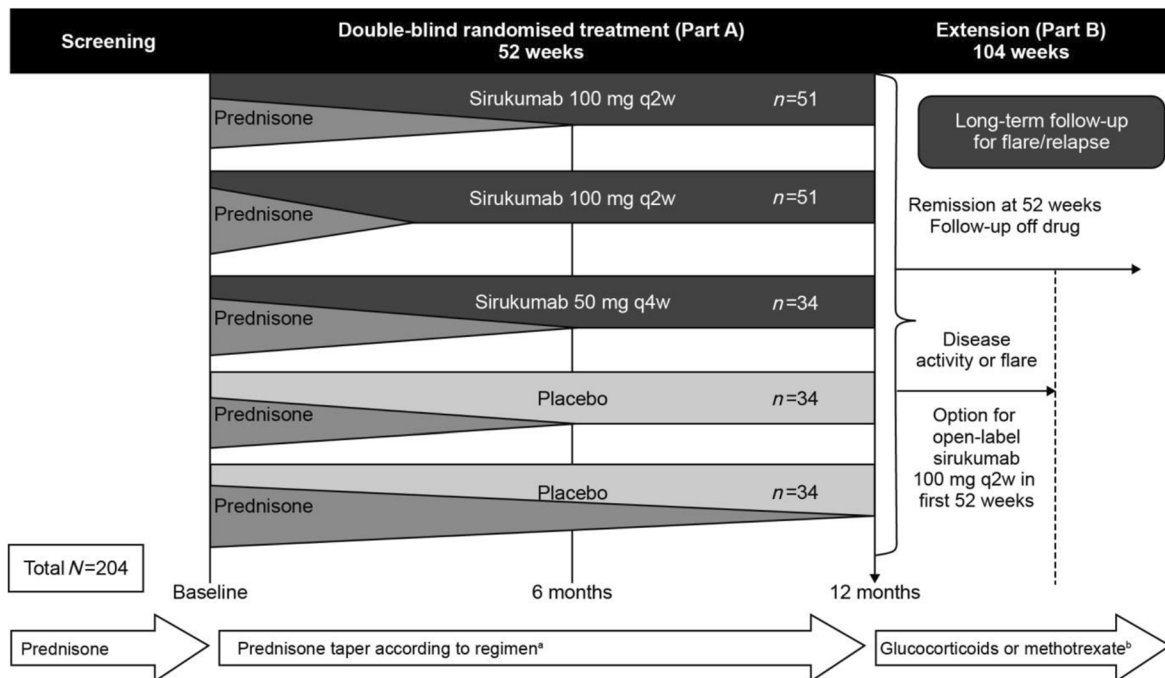 Screening
Double-blind randomised treatment (Part A)
52 weeks
Extension (Part B)
104 weeks
Sirukumab 100 mg q2w
n=51
Prednisone
Sirukumab 100 mg q2w
n=51
Prednisone
Sirukumab 50 mg q4w
n=34
Prednisone
Placebo
n=34
Prednisone
Placebo
n=34
Prednisone
Long-term follow-up
for flare/relapse
Remission at 52 weeks
Follow-up off drug
Disease
activity or flare
Option for
open-label
sirukumab
100 mg q2w in
first 52 weeks
Total N=204
Baseline
6 months
12 months
Prednisone
Prednisone taper according to regimenᵃ
Glucocorticoids or methotrexateᵇ